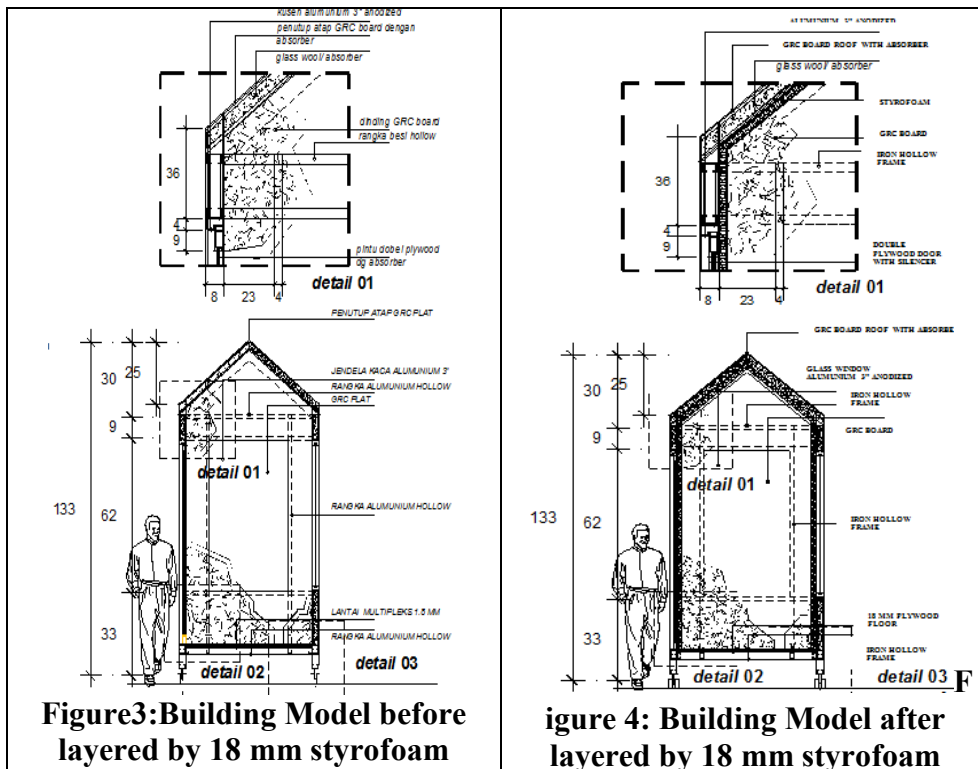 kusen alumunium 3" anodized
penutup atap GRC board dengan
absorber
glass wool/ absorber
dinding GRC board
rangka besi hollow
36
4
9
pintu dobel plywood
dg absorber
detail 01
8 23 4
PENUTUP ATAP GRC PLAT
30 25
JENDELA KACA ALUMINIUM 3'
RANGKA ALUMINIUM HOLLOW
GRC PLAT
9
detail 01
133
62
RANGKA ALUMUNIUM HOLLOW
LANTAI MULTIPLEKS 1.8 MM
33
RANGKA ALUMUNIUM HOLLOW
detail 02
detail 03
Figure3:Building Model before
layered by 18 mm styrofoam
ALUMUNIUM 3" ANODIZED
GRC BOARD ROOF WITH ABSORBER
glass wool/ absorber
STYROFOAM
GRC BOARD
IRON HOLLOW
FRAME
36
4
9
DOUBLE
PLYWOOD DOOR
WITH SILENCER
detail 01
8 23 4
GRC BOARD ROOF WITH ABSORBE
30 25
GLASS WINDOW
ALUMUNIUM 3" ANODIZED
IRON HOLLOW
FRAME
9
GRC BOARD
detail 01
133
62
IRON HOLLOW
FRAME
18 MM PLYWOOD
FLOOR
33
IRON HOLLOW
FRAME
detail 02
detail 03
F
igure 4: Building Model after
layered by 18 mm styrofoam